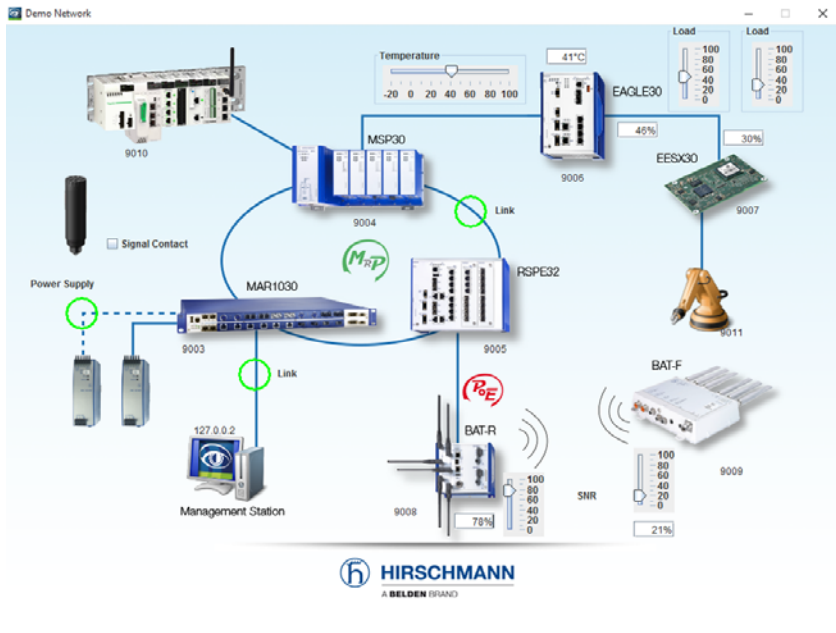 Demo Network
Load
Load
Temperature
41°C
100
80
60
40
20
0
100
80
60
40
20
0
-20 0 20 40 60 80 100
EAGLE30
46%
30%
9010
MSP30
9006
EESX30
9004
9007
Link
Signal Contact
MRP
RSPE32
Power Supply
MAR1030
9003
9005
9011
Link
PoE
BAT-F
127.0.0.2
BAT-R
9009
100
80
60
40
20
0
SNR
100
80
60
40
20
0
Management Station
9008
78%
21%
HIRSCHMANN
A BELDEN BRAND